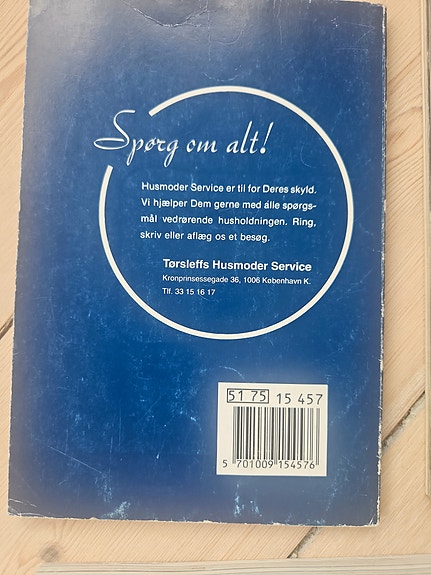 Spørg om alt!
Husmoder Service er til for Deres skyld.
Vi hjælper Dem gerne med alle spørgs-
mål vedrørende husholdningen. Ring,
skriv eller aflæg os et besøg.
Tørsleffs Husmoder Service
Kronprinsessegade 36, 1006 København K.
Tlf. 33 15 16 17
51 75 15 457
5 701009 154576